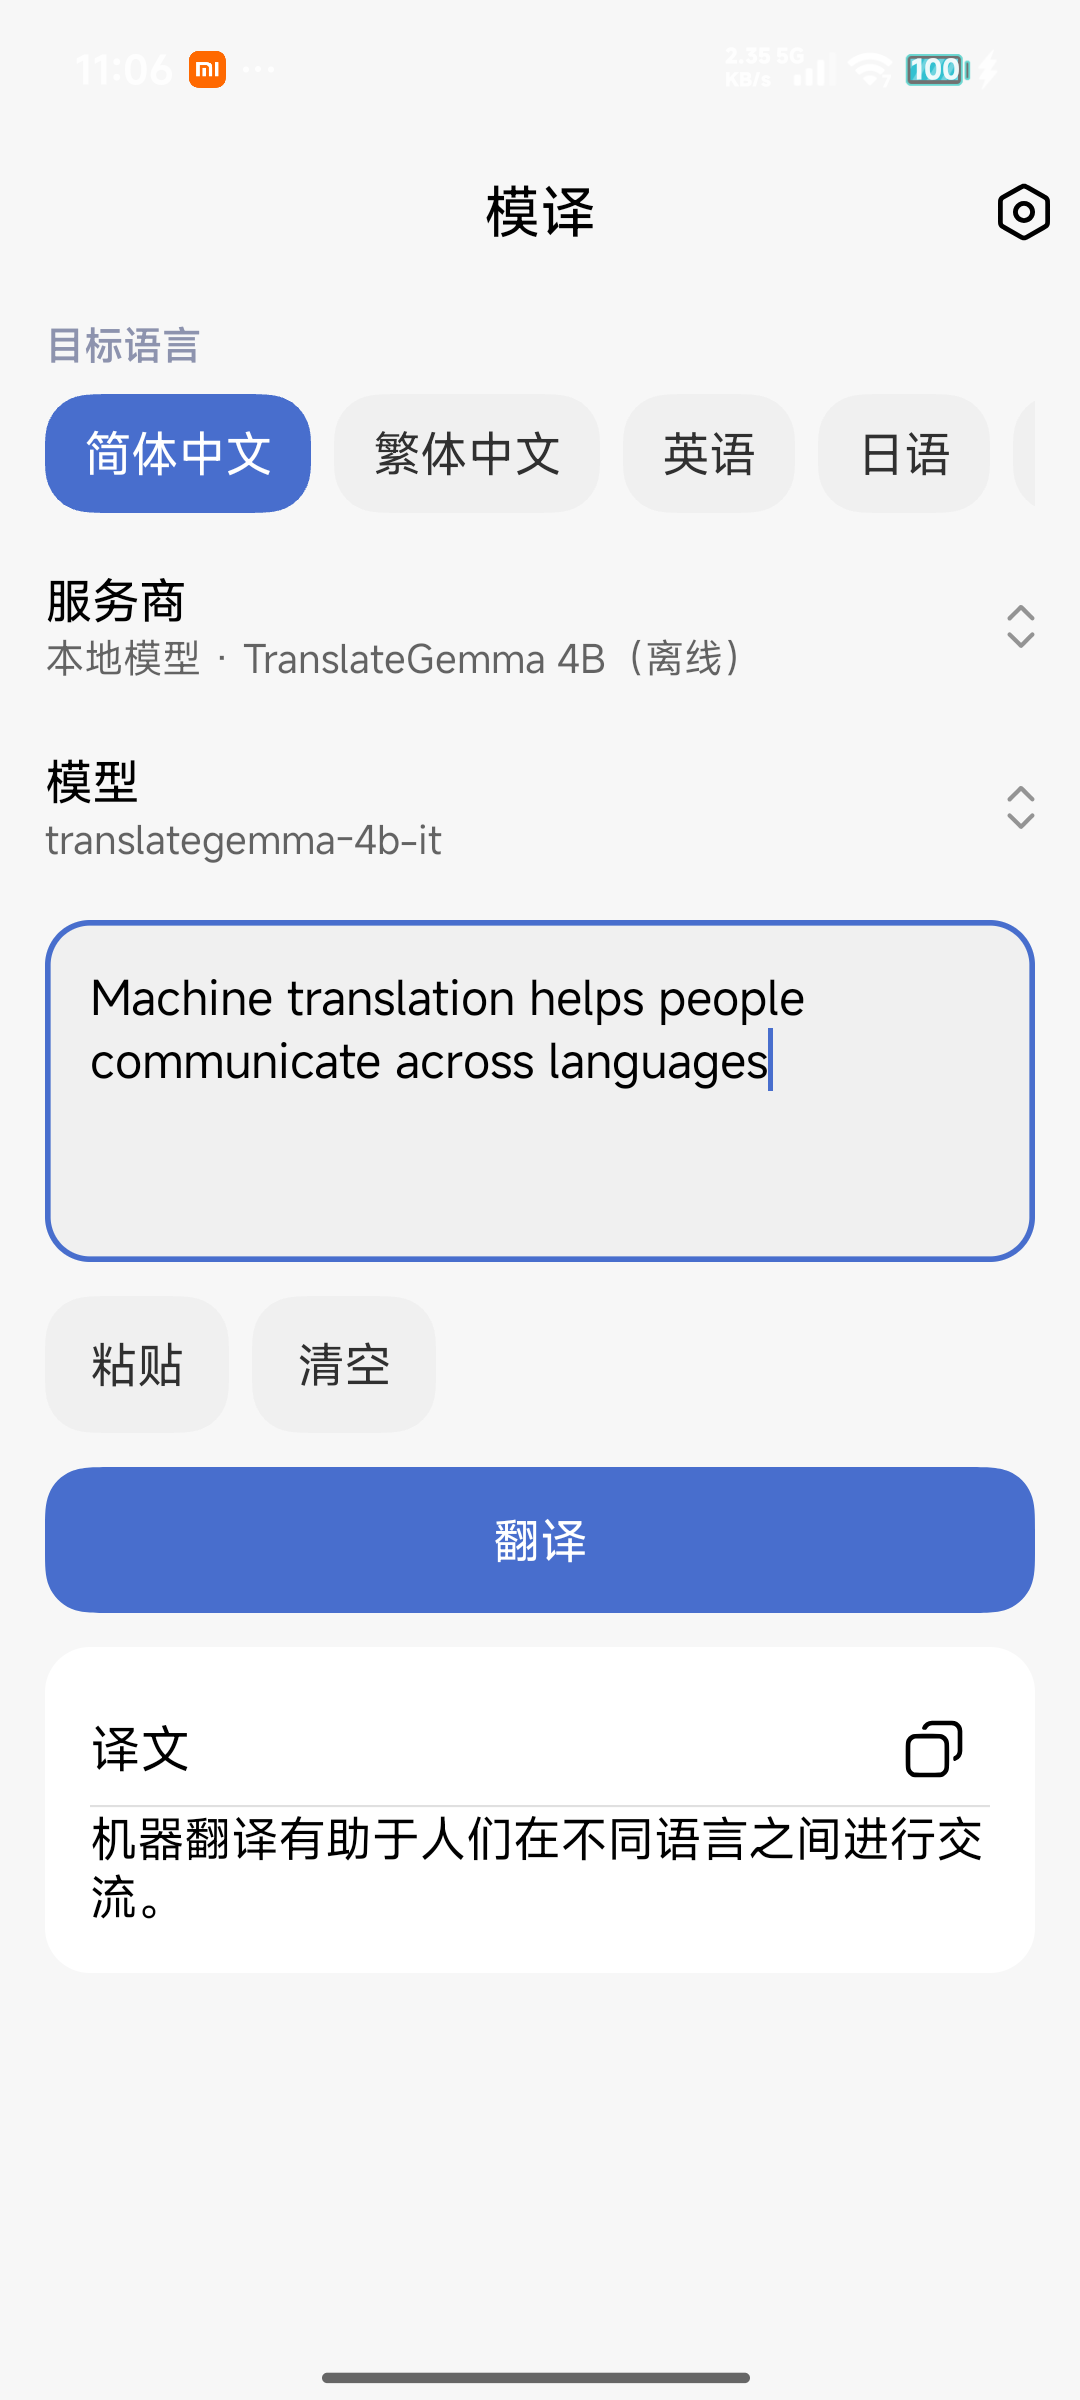 11:06
2.35 5G
KB/s
100
模译
目标语言
简体中文
繁体中文
英语
日语
服务商
本地模型 · TranslateGemma 4B（离线）
模型
translategemma-4b-it
Machine translation helps people
communicate across languages
粘贴
清空
翻译
译文
机器翻译有助于人们在不同语言之间进行交
流。